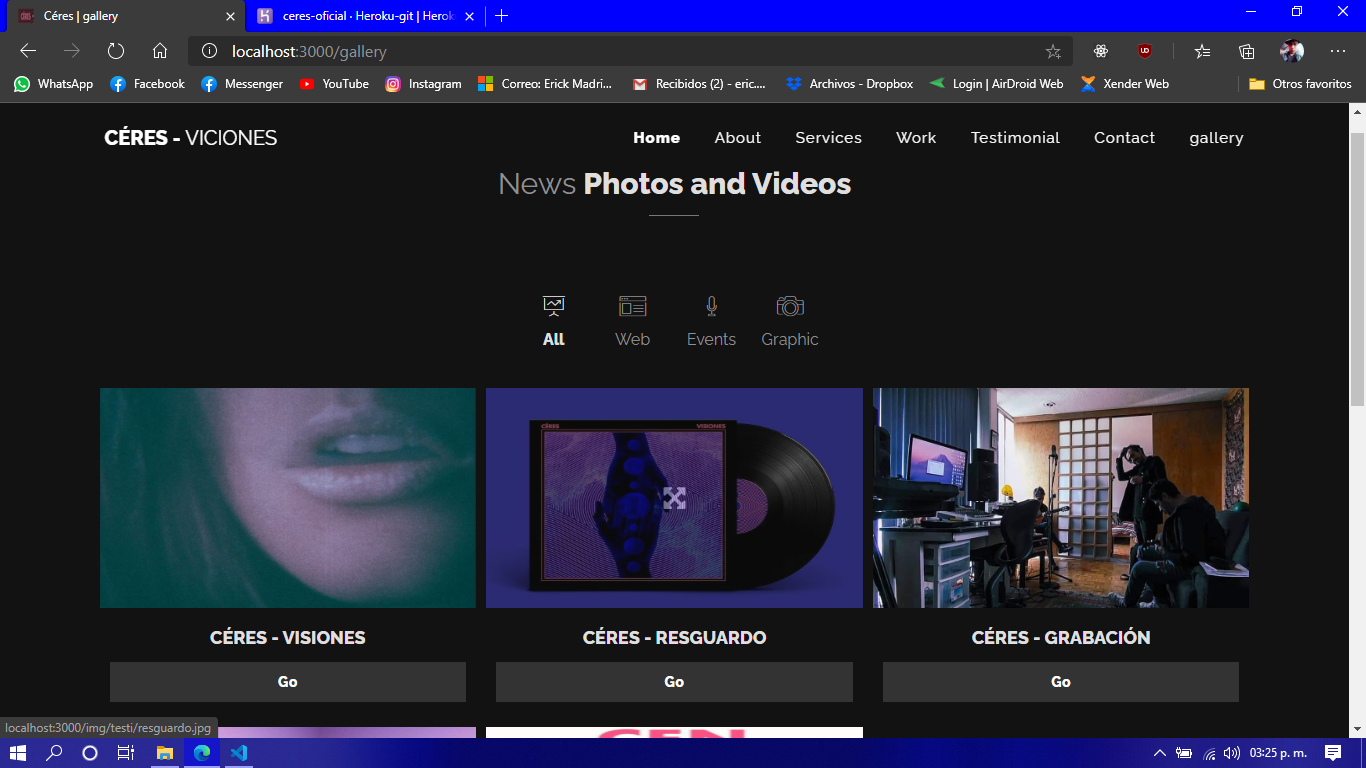 Céres | gallery
ceres-oficial · Heroku-git | Herok
localhost:3000/gallery
WhatsApp Facebook Messenger YouTube Instagram Correo: Erick Madri... Recibidos (2) - eric.... Archivos - Dropbox Login | AirDroid Web Xender Web Otros favoritos
CÉRES - VICIONES
Home About Services Work Testimonial Contact gallery
News Photos and Videos
All Web Events Graphic
CÉRES VISIONES
CÉRES - VISIONES CÉRES - RESGUARDO CÉRES - GRABACIÓN
Go Go Go
localhost:3000/img/testi/resguardo.jpg
03:25 p. m.